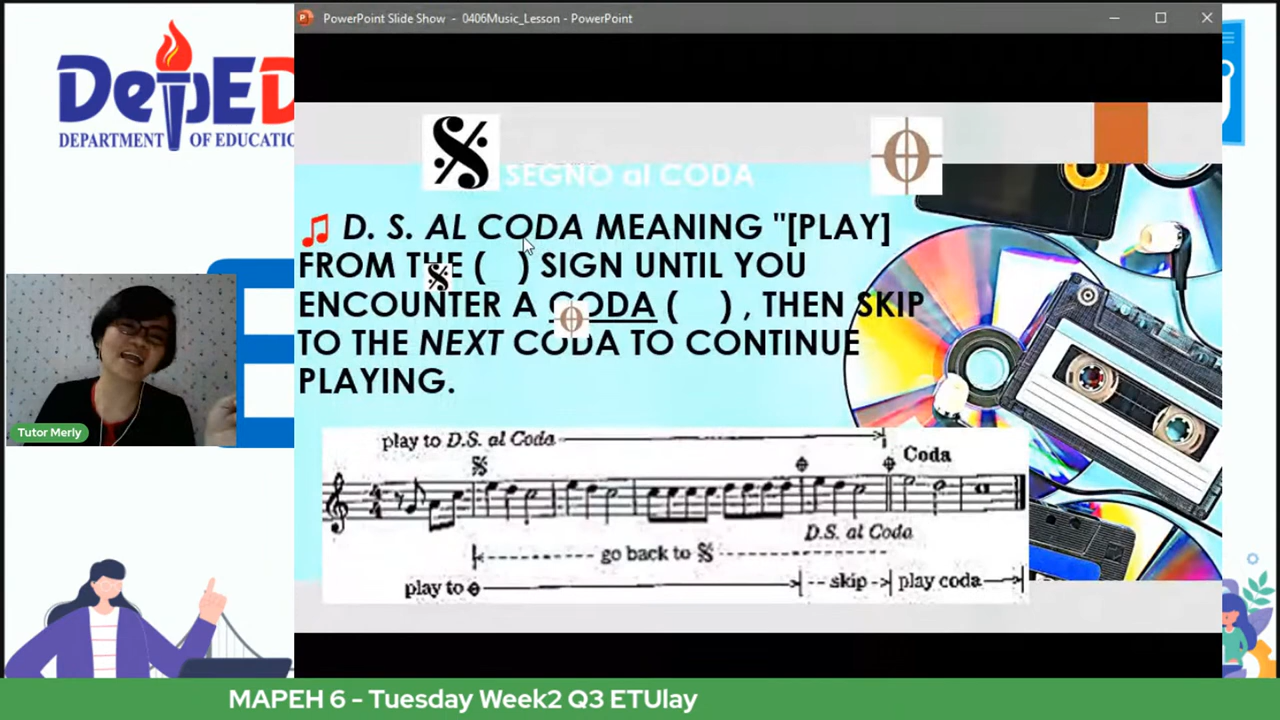 PowerPoint Slide Show - 0406Music_Lesson - PowerPoint
DepED
DEPARTMENT OF EDUCATIO
SEGNO al CODA
D. S. AL CODA MEANING "[PLAY]
FROM THE ( ) SIGN UNTIL YOU
ENCOUNTER A CODA ( ) , THEN SKIP
TO THE NEXT CODA TO CONTINUE
PLAYING.
play to D.S. al Coda
Coda
D.S. al Coda
go back to
play to
skip
play coda
Tutor Merly
MAPEH 6 - Tuesday Week2 Q3 ETUlay